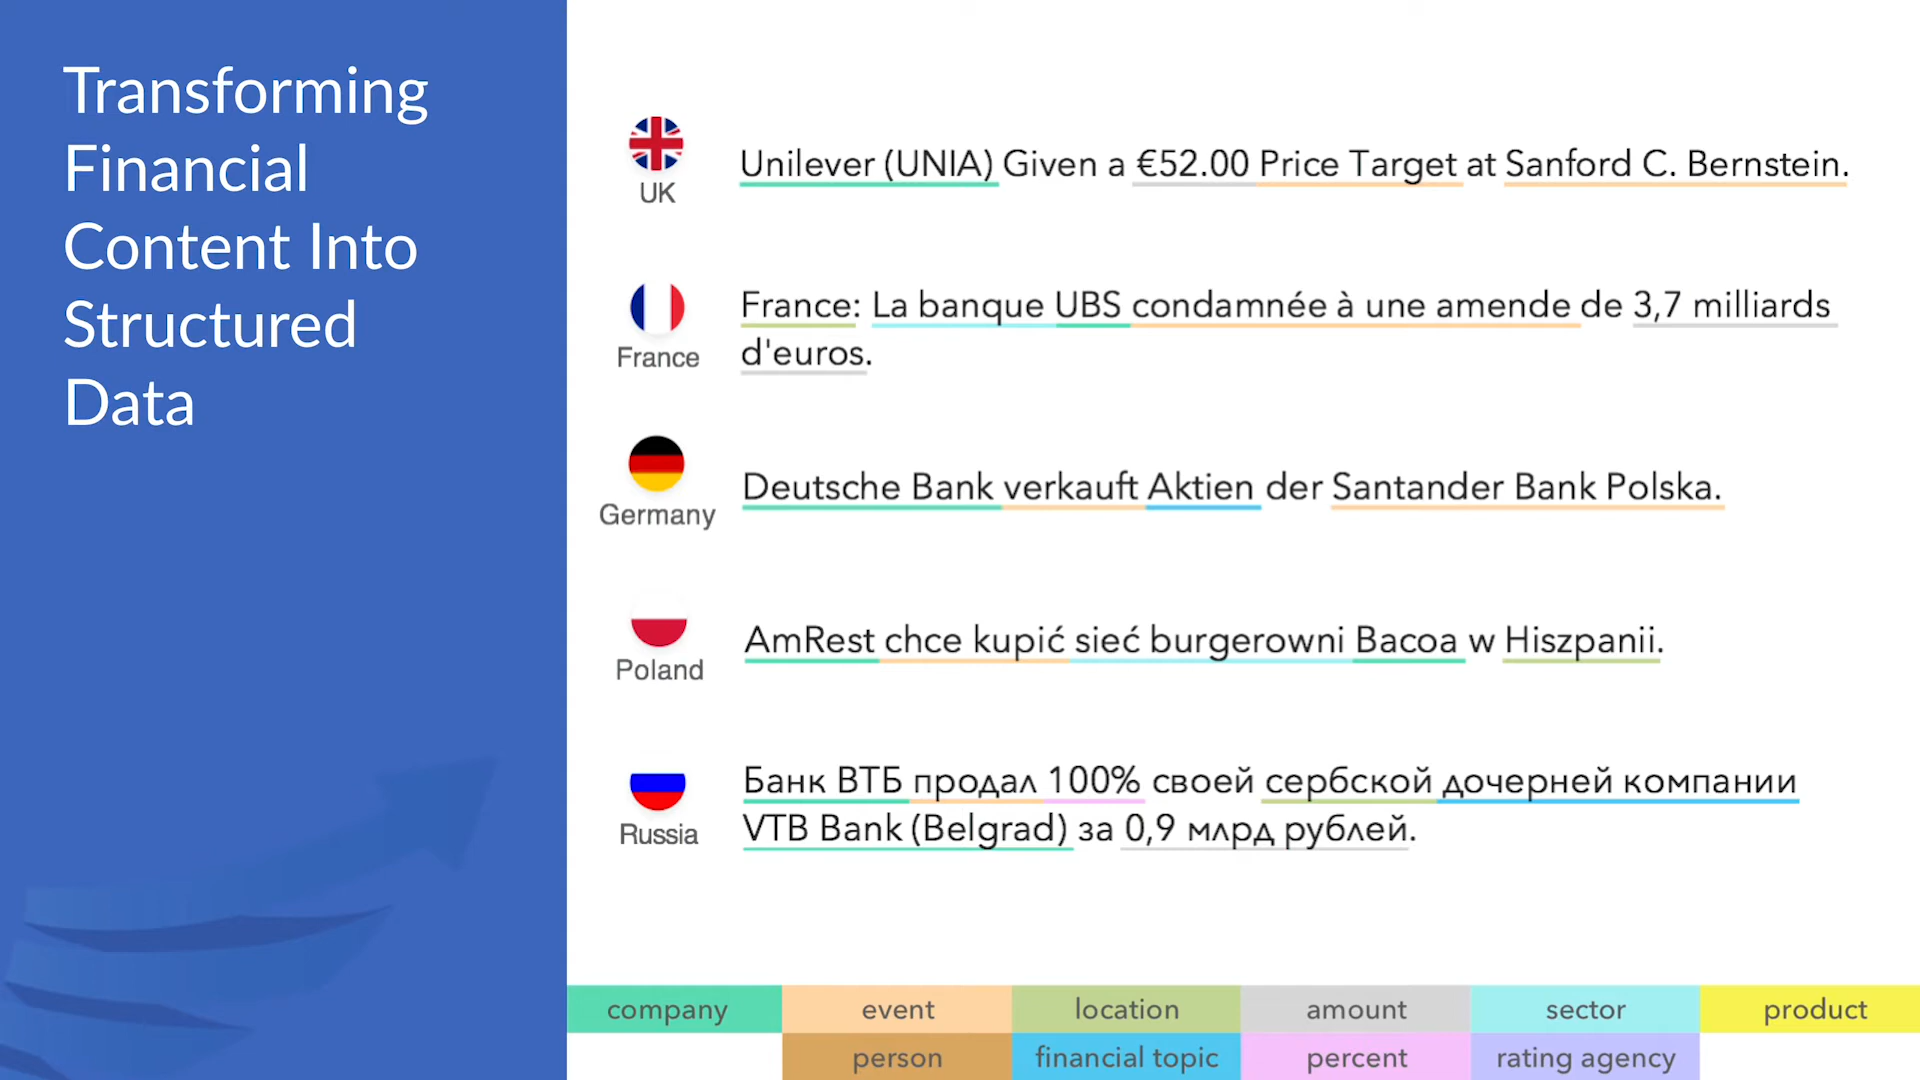 Transforming
Financial
Content Into
Structured
Data
UK
Unilever (UNIA) Given a €52.00 Price Target at Sanford C. Bernstein.
France
France: La banque UBS condamnée à une amende de 3,7 milliards
d'euros.
Germany
Deutsche Bank verkauft Aktien der Santander Bank Polska.
Poland
AmRest chce kupić sieć burgerowni Bacoa w Hiszpanii.
Russia
Банк ВТБ продал 100% своей сербской дочерней компании
VTB Bank (Belgrad) за 0,9 млрд рублей.
company event location amount sector product
person financial topic percent rating agency